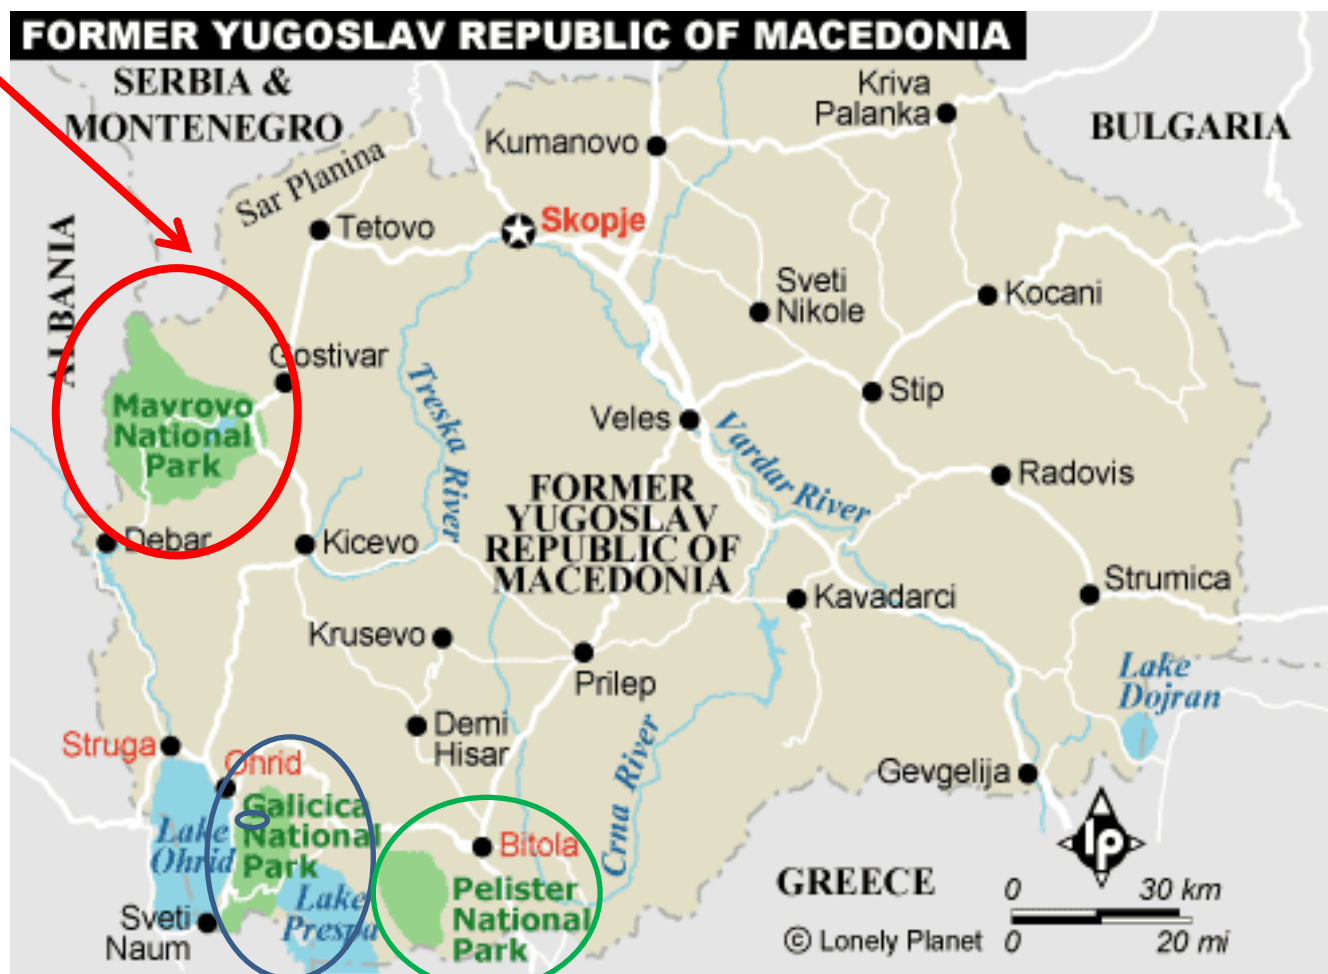 FORMER YUGOSLAV REPUBLIC OF MACEDONIA
SERBIA &
MONTENEGRO
Kriva
Palanka
BULGARIA
Kumanovo
Sar Planina
Tetovo
Skopje
ALBANIA
Sveti
Nikole
Kocani
Gostivar
Treska River
Stip
Mavrovo
National
Park
Veles
Vardar River
Radovis
FORMER
YUGOSLAV
REPUBLIC OF
MACEDONIA
Debar
Kicevo
Strumica
Kavadarci
Krusevo
Prilep
Lake
Dojran
Demi
Hisar
Struga
Ohrid
Crna River
Gevgelija
Galicica
National
Park
Lake
Ohrid
Bitola
lp
Pelister
National
Park
Lake
Prespa
Sveti
Naum
GREECE
0 30 km
© Lonely Planet
0 20 mi